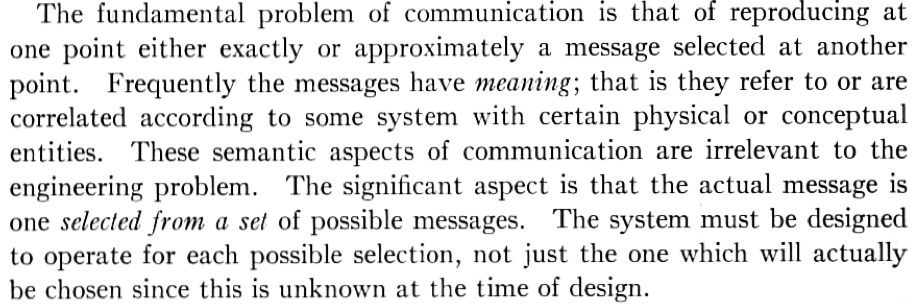 The fundamental problem of communication is that of reproducing at
one point either exactly or approximately a message selected at another
point. Frequently the messages have meaning; that is they refer to or are
correlated according to some system with certain physical or conceptual
entities. These semantic aspects of communication are irrelevant to the
engineering problem. The significant aspect is that the actual message is
one selected from a set of possible messages. The system must be designed
to operate for each possible selection, not just the one which will actually
be chosen since this is unknown at the time of design.